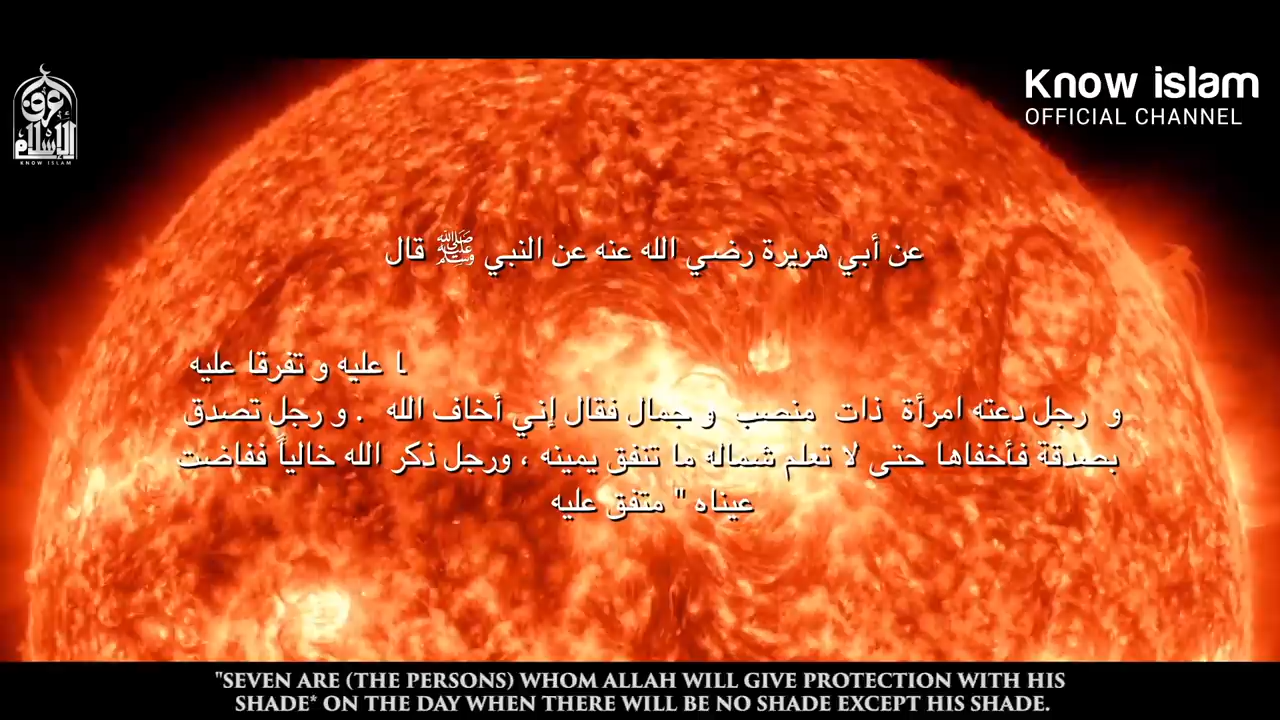 Know islam
OFFICIAL CHANNEL
KNOW ISLAM
عن أبي هريرة رضي الله عنه عن النبي ﷺ قال
ا عليه و تفرقا عليه
و رجل دعته امرأة ذات منصب و جمال فقال إني أخاف الله . و رجل تصدق
بصدقة فأخفاها حتى لا تعلم شماله ما تنفق يمينه ، ورجل ذكر الله خالياً ففاضت
عيناه " متفق عليه
"SEVEN ARE (THE PERSONS) WHOM ALLAH WILL GIVE PROTECTION WITH HIS
SHADE* ON THE DAY WHEN THERE WILL BE NO SHADE EXCEPT HIS SHADE.